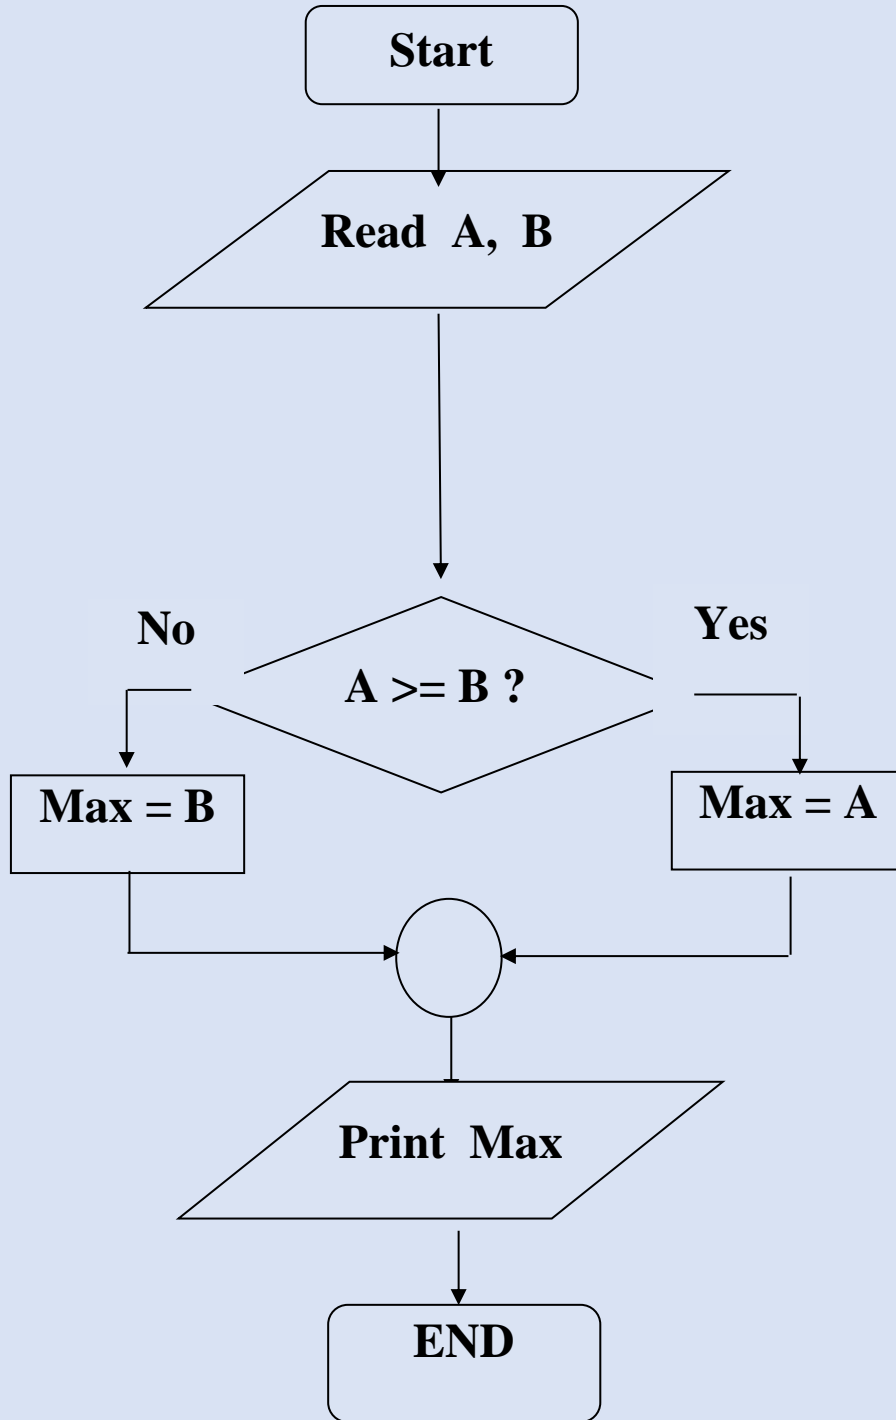 Start
Read A, B
No
Yes
A >= B ?
Max = B
Max = A
Print Max
END